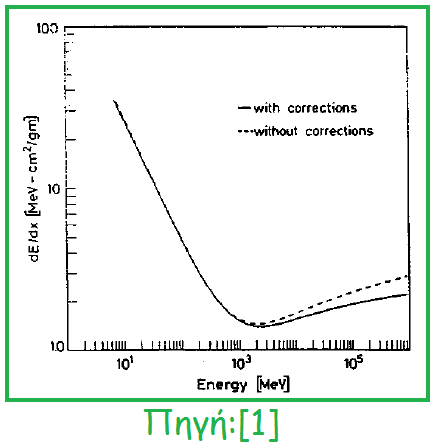 100
10
1.0
dE/dx [MeV - cm²/gm]
with corrections
without corrections
10¹
10³
10⁵
Energy [MeV]
Πηγή:[1]